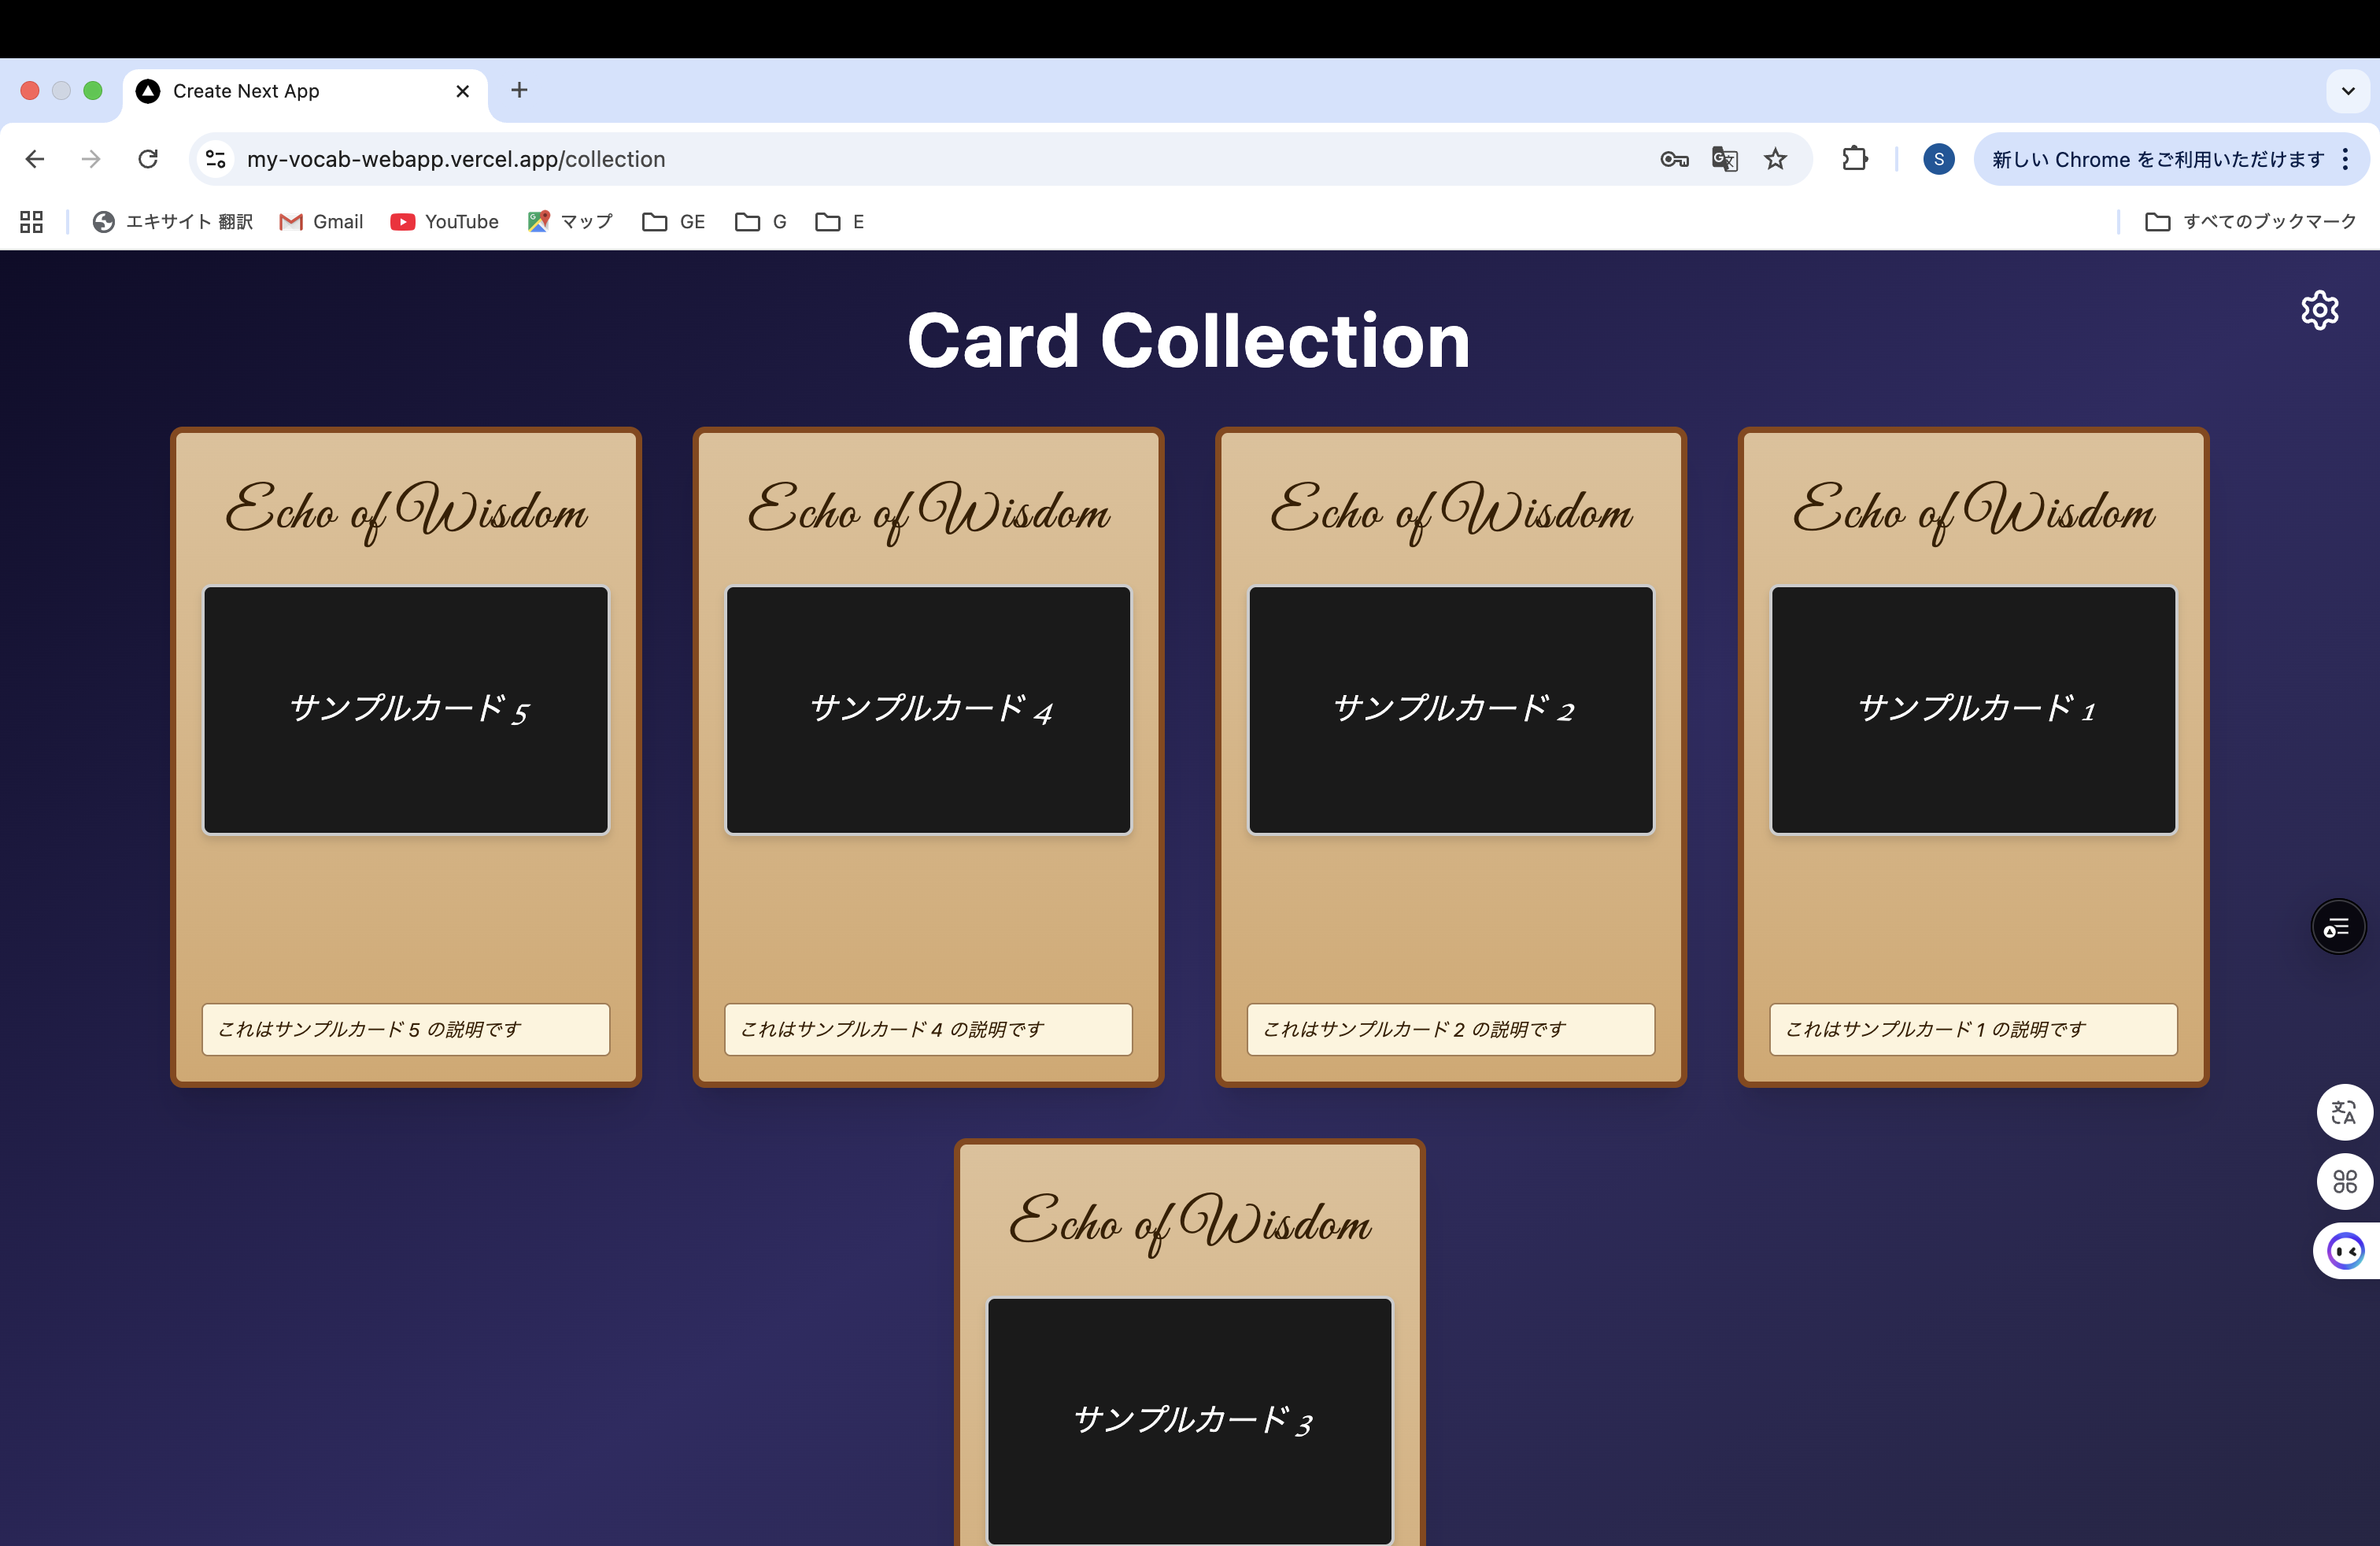 Create Next App
my-vocab-webapp.vercel.app/collection
S
新しい Chrome をご利用いただけます
エキサイト 翻訳
Gmail
YouTube
マップ
GE
G
E
すべてのブックマーク
Card Collection
Echo of Wisdom
サンプルカード 5
これはサンプルカード 5 の説明です
Echo of Wisdom
サンプルカード 4
これはサンプルカード 4 の説明です
Echo of Wisdom
サンプルカード 2
これはサンプルカード 2 の説明です
Echo of Wisdom
サンプルカード 1
これはサンプルカード 1 の説明です
Echo of Wisdom
サンプルカード 3